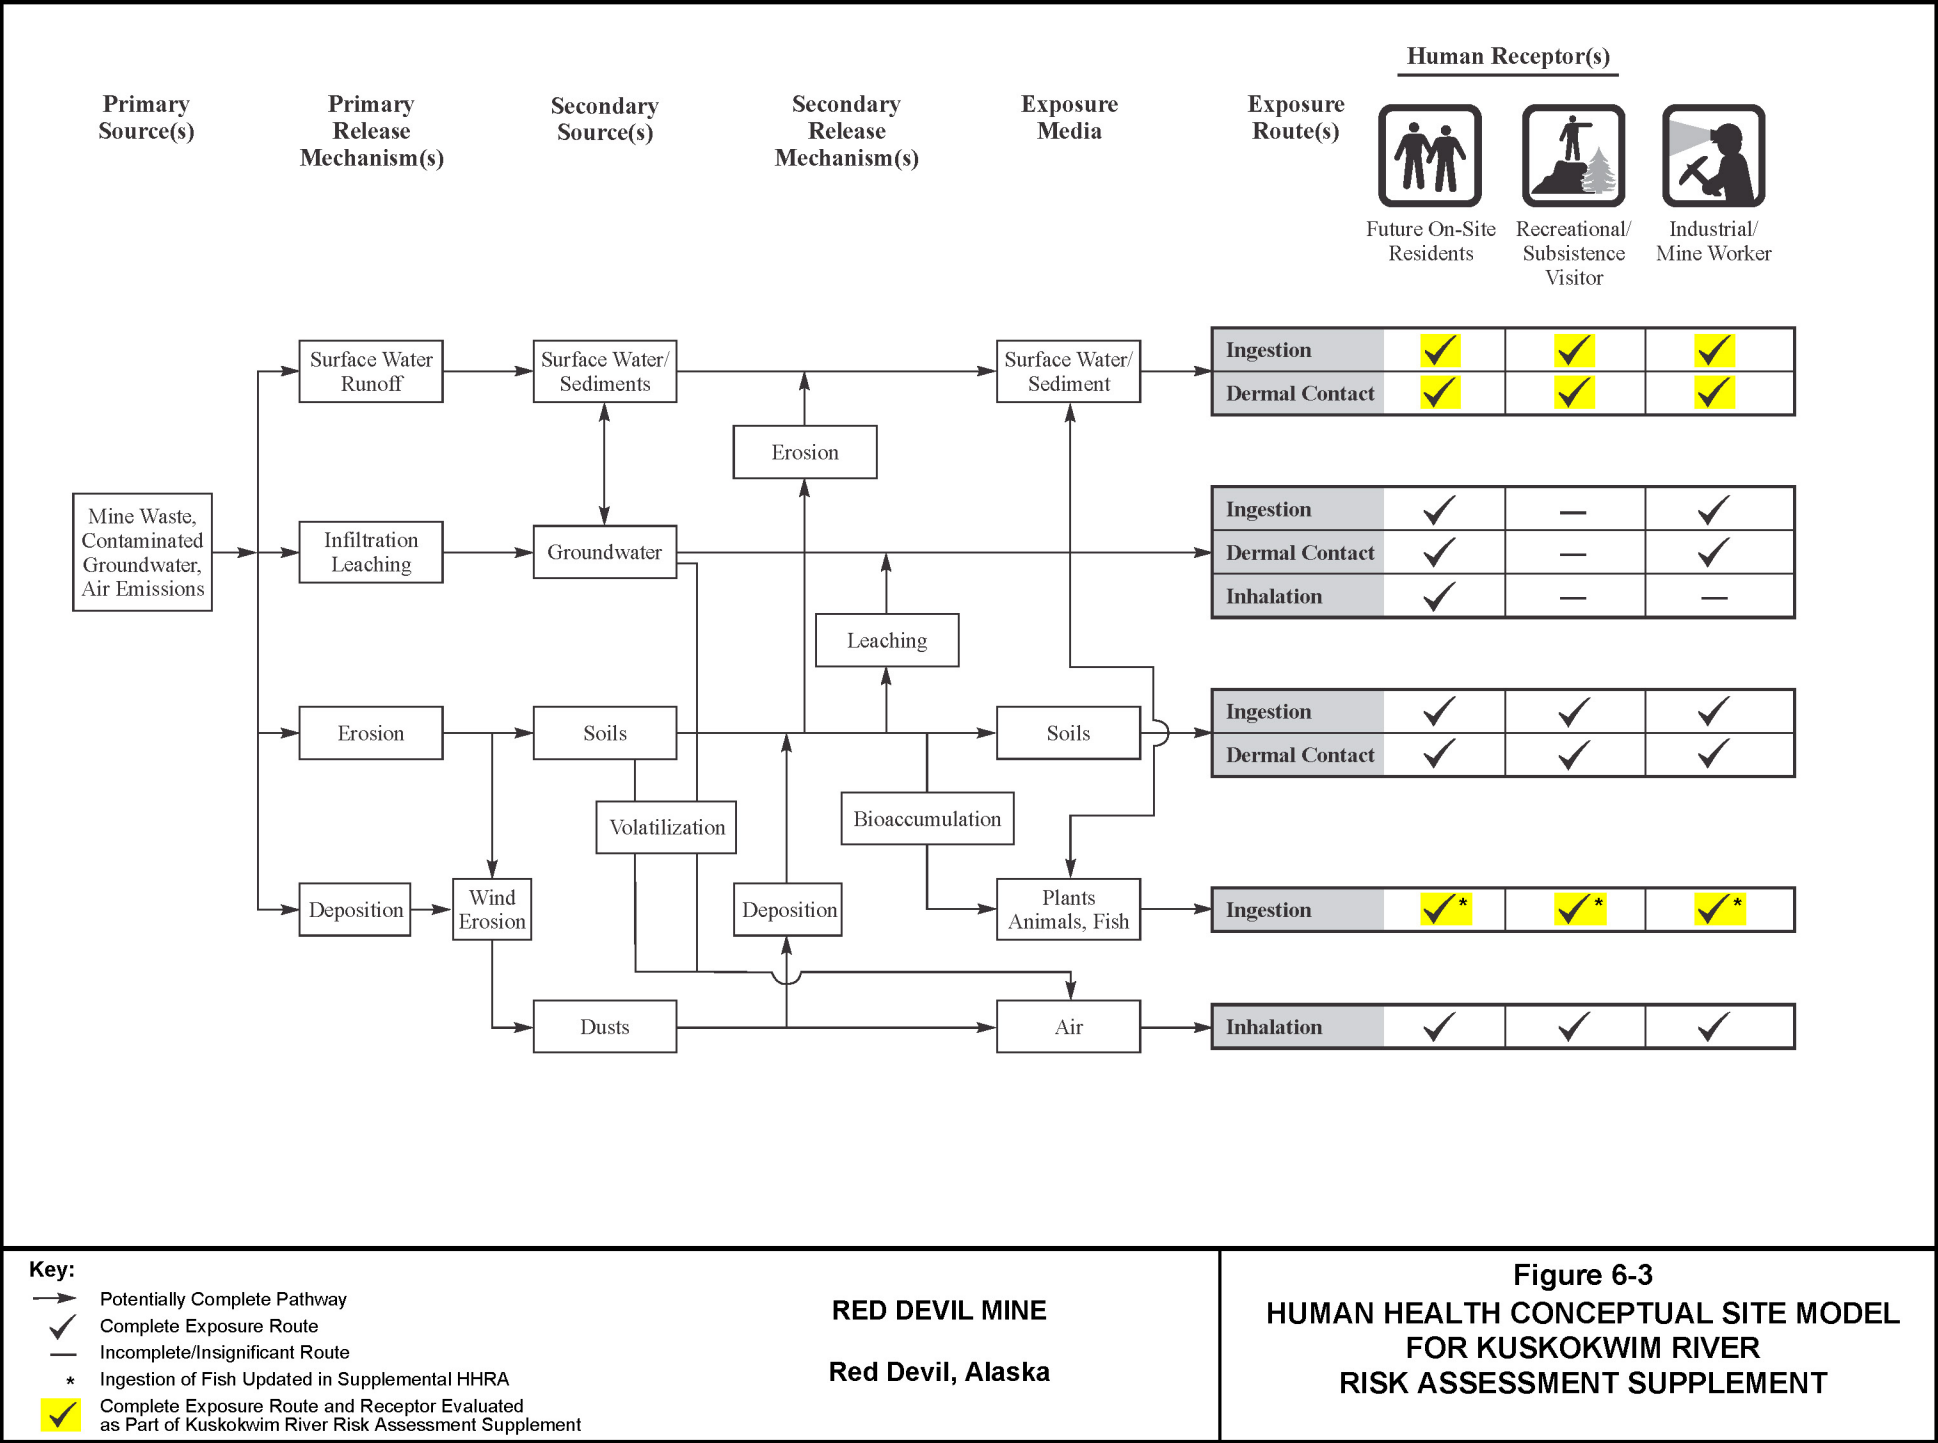 Human Receptor(s)
Primary
Source(s)
Primary
Release
Mechanism(s)
Secondary
Source(s)
Secondary
Release
Mechanism(s)
Exposure
Media
Exposure
Route(s)
Future On-Site
Residents
Recreational/
Subsistence
Visitor
Industrial/
Mine Worker
Surface Water
Runoff
Surface Water/
Sediments
Surface Water/
Sediment
Ingestion
Dermal Contact
Erosion
Mine Waste,
Contaminated
Groundwater,
Air Emissions
Infiltration
Leaching
Groundwater
Ingestion
Dermal Contact
Inhalation
Leaching
Erosion
Soils
Soils
Ingestion
Dermal Contact
Volatilization
Bioaccumulation
Deposition
Wind
Erosion
Deposition
Plants
Animals, Fish
Ingestion
*
*
*
Dusts
Air
Inhalation
Key:
Potentially Complete Pathway
Complete Exposure Route
Incomplete/Insignificant Route
* Ingestion of Fish Updated in Supplemental HHRA
Complete Exposure Route and Receptor Evaluated
as Part of Kuskokwim River Risk Assessment Supplement
RED DEVIL MINE
Red Devil, Alaska
Figure 6-3
HUMAN HEALTH CONCEPTUAL SITE MODEL
FOR KUSKOKWIM RIVER
RISK ASSESSMENT SUPPLEMENT